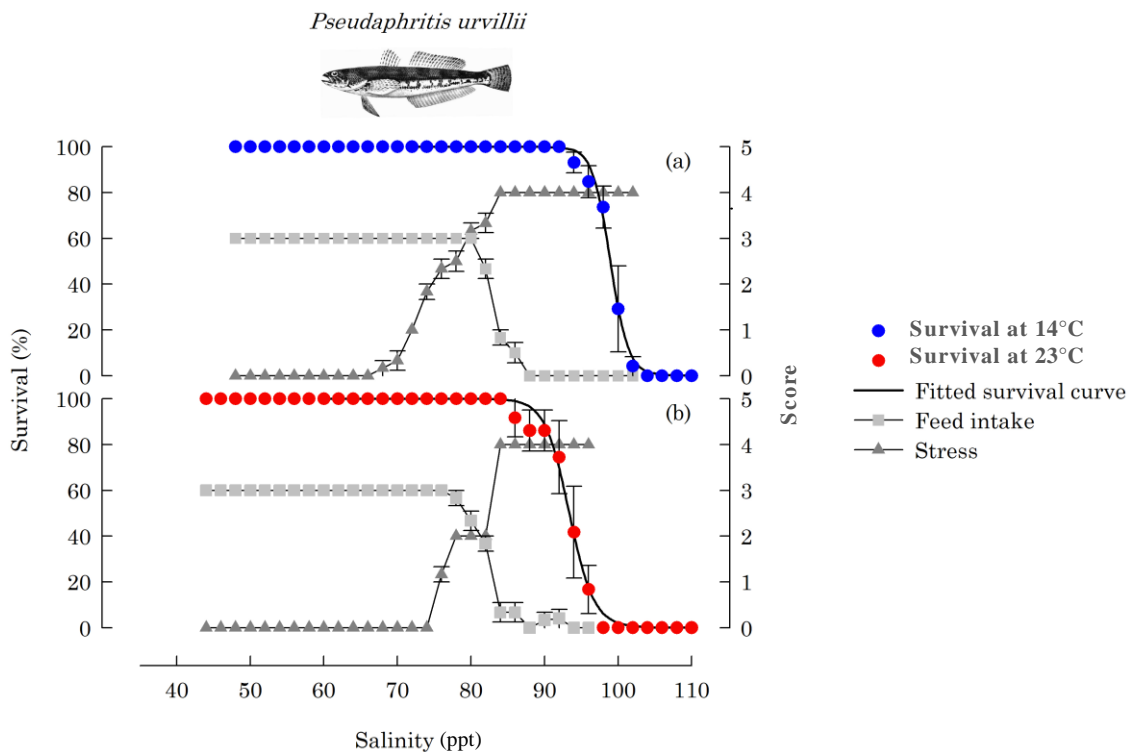 Pseudaphritis urvillii
100
80
60
40
20
0
(a)
5
4
3
2
1
0
100
80
60
40
20
0
(b)
5
4
3
2
1
0
Survival (%)
Score
40 50 60 70 80 90 100 110
Salinity (ppt)
Survival at 14°C
Survival at 23°C
Fitted survival curve
Feed intake
Stress